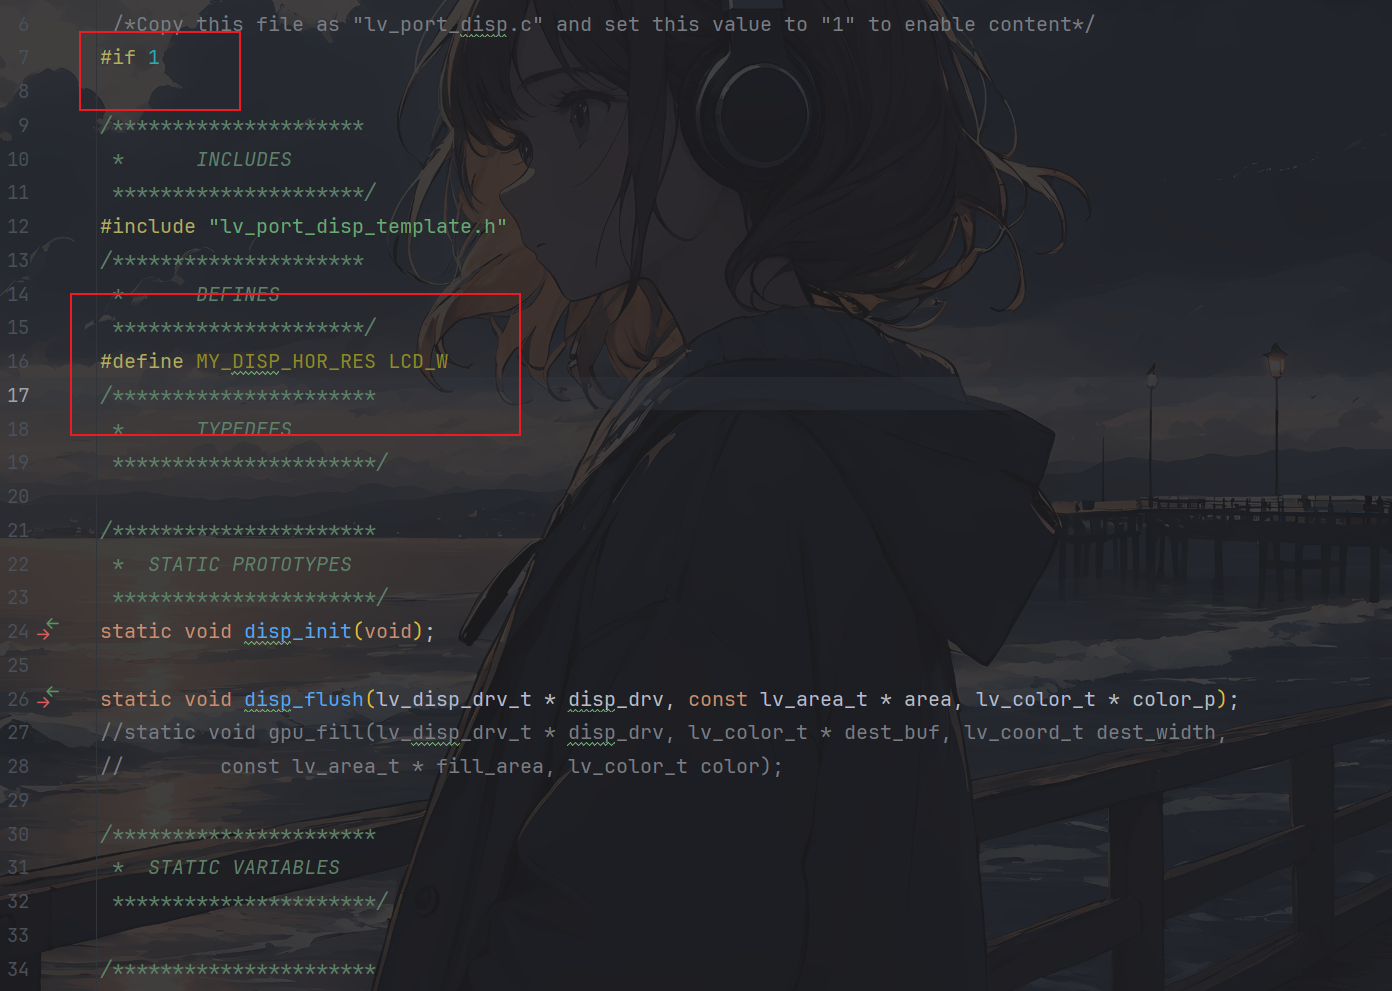 6 /*Copy this file as "lv_port_disp.c" and set this value to "1" to enable content*/
7 #if 1
8
9 /*********************
10 *      INCLUDES
11 *********************/
12 #include "lv_port_disp_template.h"
13 /*********************
14 *      DEFINES
15 *********************/
16 #define MY_DISP_HOR_RES LCD_W
17 /**********************
18 *      TYPEDEFS
19 **********************/
20
21 /**********************
22 *  STATIC PROTOTYPES
23 **********************/
24 static void disp_init(void);
25
26 static void disp_flush(lv_disp_drv_t * disp_drv, const lv_area_t * area, lv_color_t * color_p);
27 //static void gpu_fill(lv_disp_drv_t * disp_drv, lv_color_t * dest_buf, lv_coord_t dest_width,
28 //        const lv_area_t * fill_area, lv_color_t color);
29
30 /**********************
31 *  STATIC VARIABLES
32 **********************/
33
34 /**********************